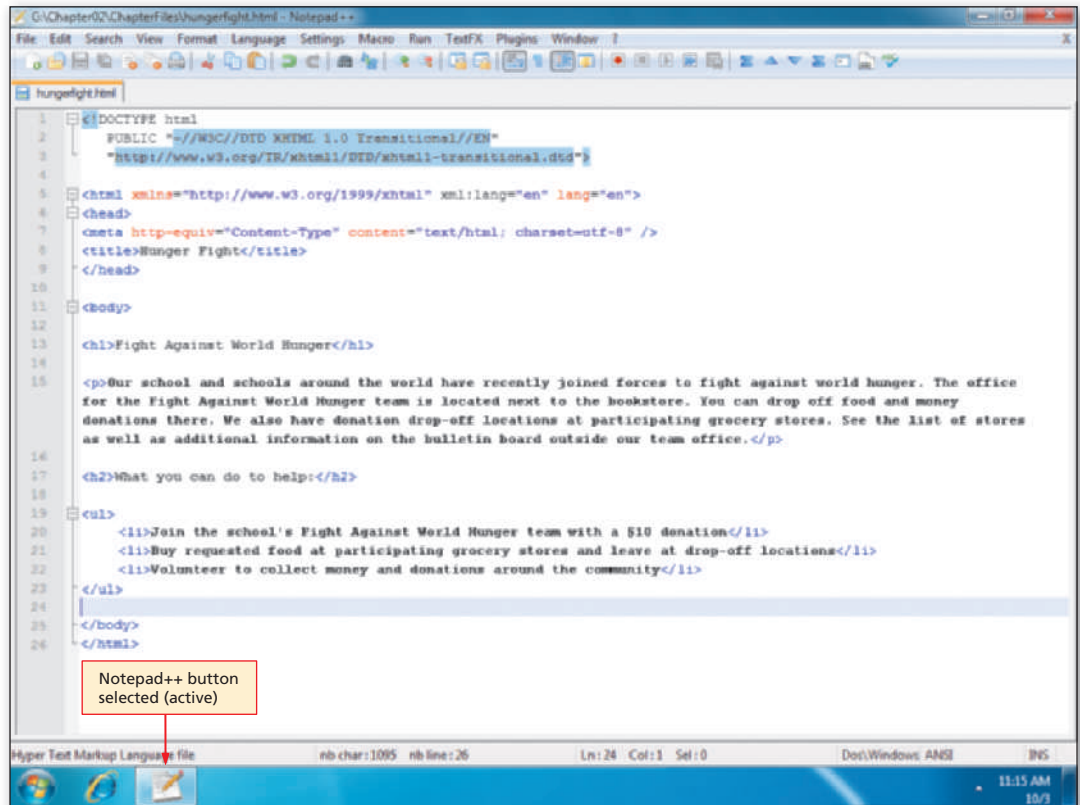 G:\Chapter02\ChapterFiles\hungerfight.html - Notepad++
File Edit Search View Format Language Settings Macro Run TextFX Plugins Window ?
X
hungerfight.html
1 <!DOCTYPE html
2 PUBLIC "-//W3C//DTD XHTML 1.0 Transitional//EN"
3 "http://www.w3.org/TR/xhtml1/DTD/xhtml1-transitional.dtd">
4
5 <html xmlns="http://www.w3.org/1999/xhtml" xml:lang="en" lang="en">
6 <head>
7 <meta http-equiv="Content-Type" content="text/html; charset=utf-8" />
8 <title>Hunger Fight</title>
9 </head>
10
11 <body>
12
13 <h1>Fight Against World Hunger</h1>
14
15 <p>Our school and schools around the world have recently joined forces to fight against world hunger. The office
for the Fight Against World Hunger team is located next to the bookstore. You can drop off food and money
donations there. We also have donation drop-off locations at participating grocery stores. See the list of stores
as well as additional information on the bulletin board outside our team office.</p>
16
17 <h2>What you can do to help:</h2>
18
19 <ul>
20 <li>Join the school's Fight Against World Hunger team with a $10 donation</li>
21 <li>Buy requested food at participating grocery stores and leave at drop-off locations</li>
22 <li>Volunteer to collect money and donations around the community</li>
23 </ul>
24
25 </body>
26 </html>
Notepad++ button
selected (active)
Hyper Text Markup Language file nb char : 1095 nb line : 26 Ln : 24 Col : 1 Sel : 0 Dos\Windows ANSI INS
11:15 AM
10/3